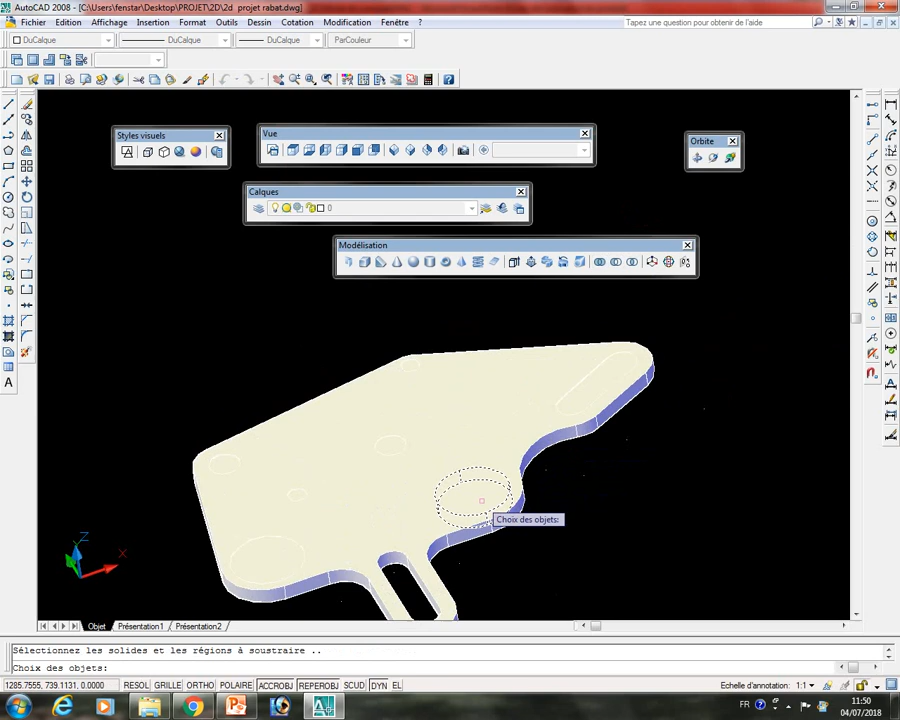 AutoCAD 2008 - [C:\Users\fenstar\Desktop\PROJET\2D\2d projet rabat.dwg]
Fichier Edition Affichage Insertion Format Outils Dessin Cotation Modification Fenêtre ? Tapez une question pour obtenir de l'aide
DuCalque DuCalque DuCalque ParCouleur
Styles visuels
Vue
Orbite
Calques
0
Modélisation
A
Choix des objets:
Z
X
Objet Présentation1 Présentation2
Sélectionnez les solides et les régions à soustraire ..
Choix des objets:
1285.7555, 739.1131, 0.0000 RESOL GRILLE ORTHO POLAIRE ACCROBJ REPEROBJ SCUD DYN EL Echelle d'annotation: 1:1
FR 11:50
04/07/2018